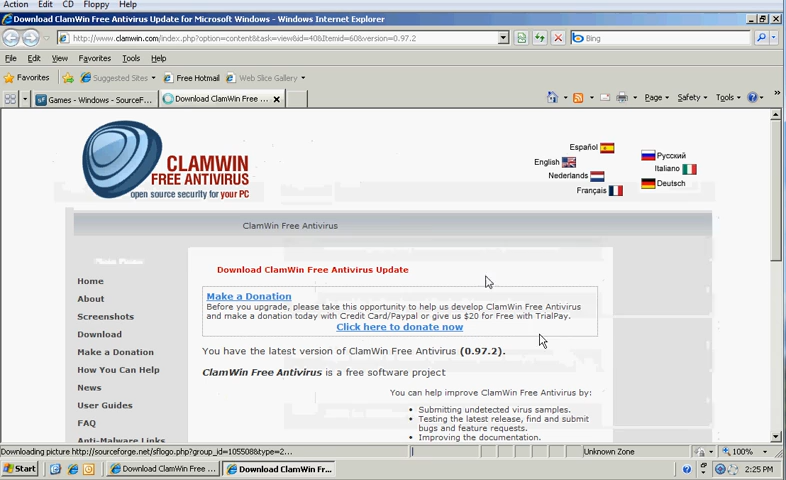 Action Edit CD Floppy Help
Download ClamWin Free Antivirus Update for Microsoft Windows - Windows Internet Explorer
http://www.clamwin.com/index.php?option=content&task=view&id=40&Itemid=60&version=0.97.2
Bing
File Edit View Favorites Tools Help
Favorites Suggested Sites Free Hotmail Web Slice Gallery
Games - Windows - SourceF... Download ClamWin Free ... Page Safety Tools
CLAMWIN
FREE ANTIVIRUS
open source security for your PC
Español
English
Nederlands
Français
Русский
Italiano
Deutsch
ClamWin Free Antivirus
Home
About
Screenshots
Download
Make a Donation
How You Can Help
News
User Guides
FAQ
Anti-Malware Links
Download ClamWin Free Antivirus Update
Make a Donation
Before you upgrade, please take this opportunity to help us develop ClamWin Free Antivirus
and make a donation today with Credit Card/Paypal or give us $20 for Free with TrialPay.
Click here to donate now
You have the latest version of ClamWin Free Antivirus (0.97.2).
ClamWin Free Antivirus is a free software project
You can help improve ClamWin Free Antivirus by:
• Submitting undetected virus samples.
• Testing the latest release, find and submit
bugs and feature requests.
• Improving the documentation.
Downloading picture http://sourceforge.net/sflogo.php?group_id=105508&type=2... Unknown Zone 100%
Start Download ClamWin Free ... Download ClamWin Fr... 2:25 PM